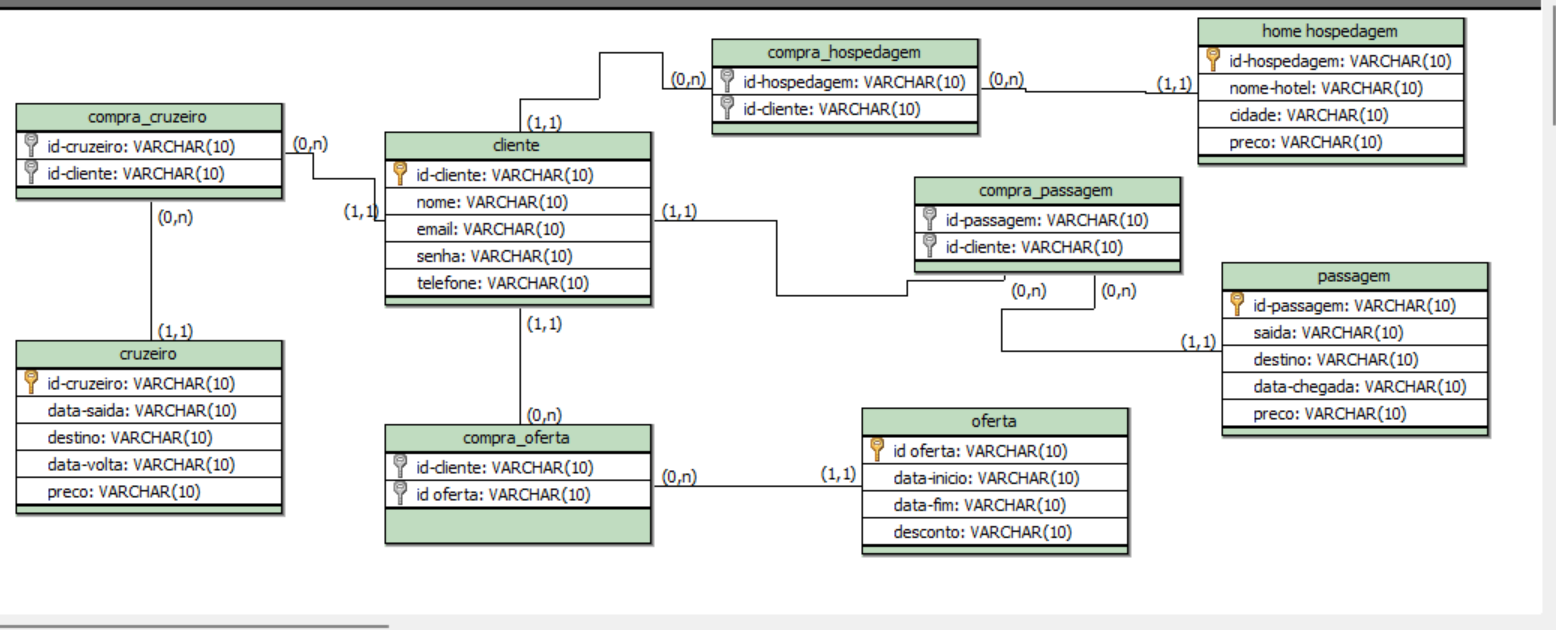 home hospedagem
id-hospedagem: VARCHAR(10)
nome-hotel: VARCHAR(10)
cidade: VARCHAR(10)
preco: VARCHAR(10)
compra_hospedagem
id-hospedagem: VARCHAR(10)
id-cliente: VARCHAR(10)
(0,n)
(0,n)
(1,1)
compra_cruzeiro
id-cruzeiro: VARCHAR(10)
id-cliente: VARCHAR(10)
(0,n)
(1,1)
(0,n)
(1,1)
(1,1)
cliente
id-cliente: VARCHAR(10)
nome: VARCHAR(10)
email: VARCHAR(10)
senha: VARCHAR(10)
telefone: VARCHAR(10)
(1,1)
(1,1)
compra_passagem
id-passagem: VARCHAR(10)
id-cliente: VARCHAR(10)
(0,n)
(0,n)
(1,1)
passagem
id-passagem: VARCHAR(10)
saida: VARCHAR(10)
destino: VARCHAR(10)
data-chegada: VARCHAR(10)
preco: VARCHAR(10)
cruzeiro
id-cruzeiro: VARCHAR(10)
data-saida: VARCHAR(10)
destino: VARCHAR(10)
data-volta: VARCHAR(10)
preco: VARCHAR(10)
(0,n)
compra_oferta
id-cliente: VARCHAR(10)
id oferta: VARCHAR(10)
(0,n)
(1,1)
oferta
id oferta: VARCHAR(10)
data-inicio: VARCHAR(10)
data-fim: VARCHAR(10)
desconto: VARCHAR(10)